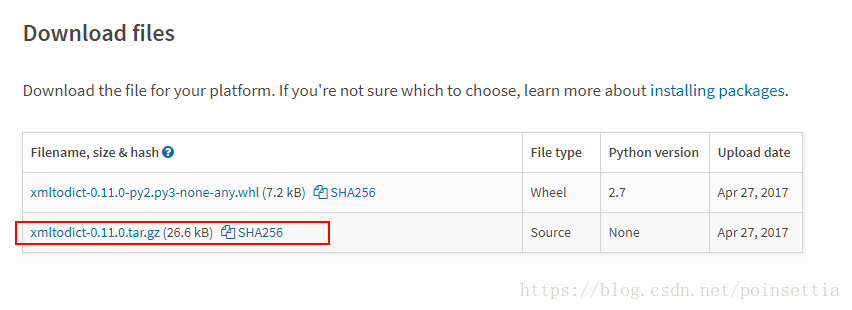 Download files
Download the file for your platform. If you're not sure which to choose, learn more about installing packages.
Filename, size & hash File type Python version Upload date
xmltodict-0.11.0-py2.py3-none-any.whl (7.2 kB) SHA256 Wheel 2.7 Apr 27, 2017
xmltodict-0.11.0.tar.gz (26.6 kB) SHA256 Source None Apr 27, 2017
https://blog.csdn.net/poinsettia